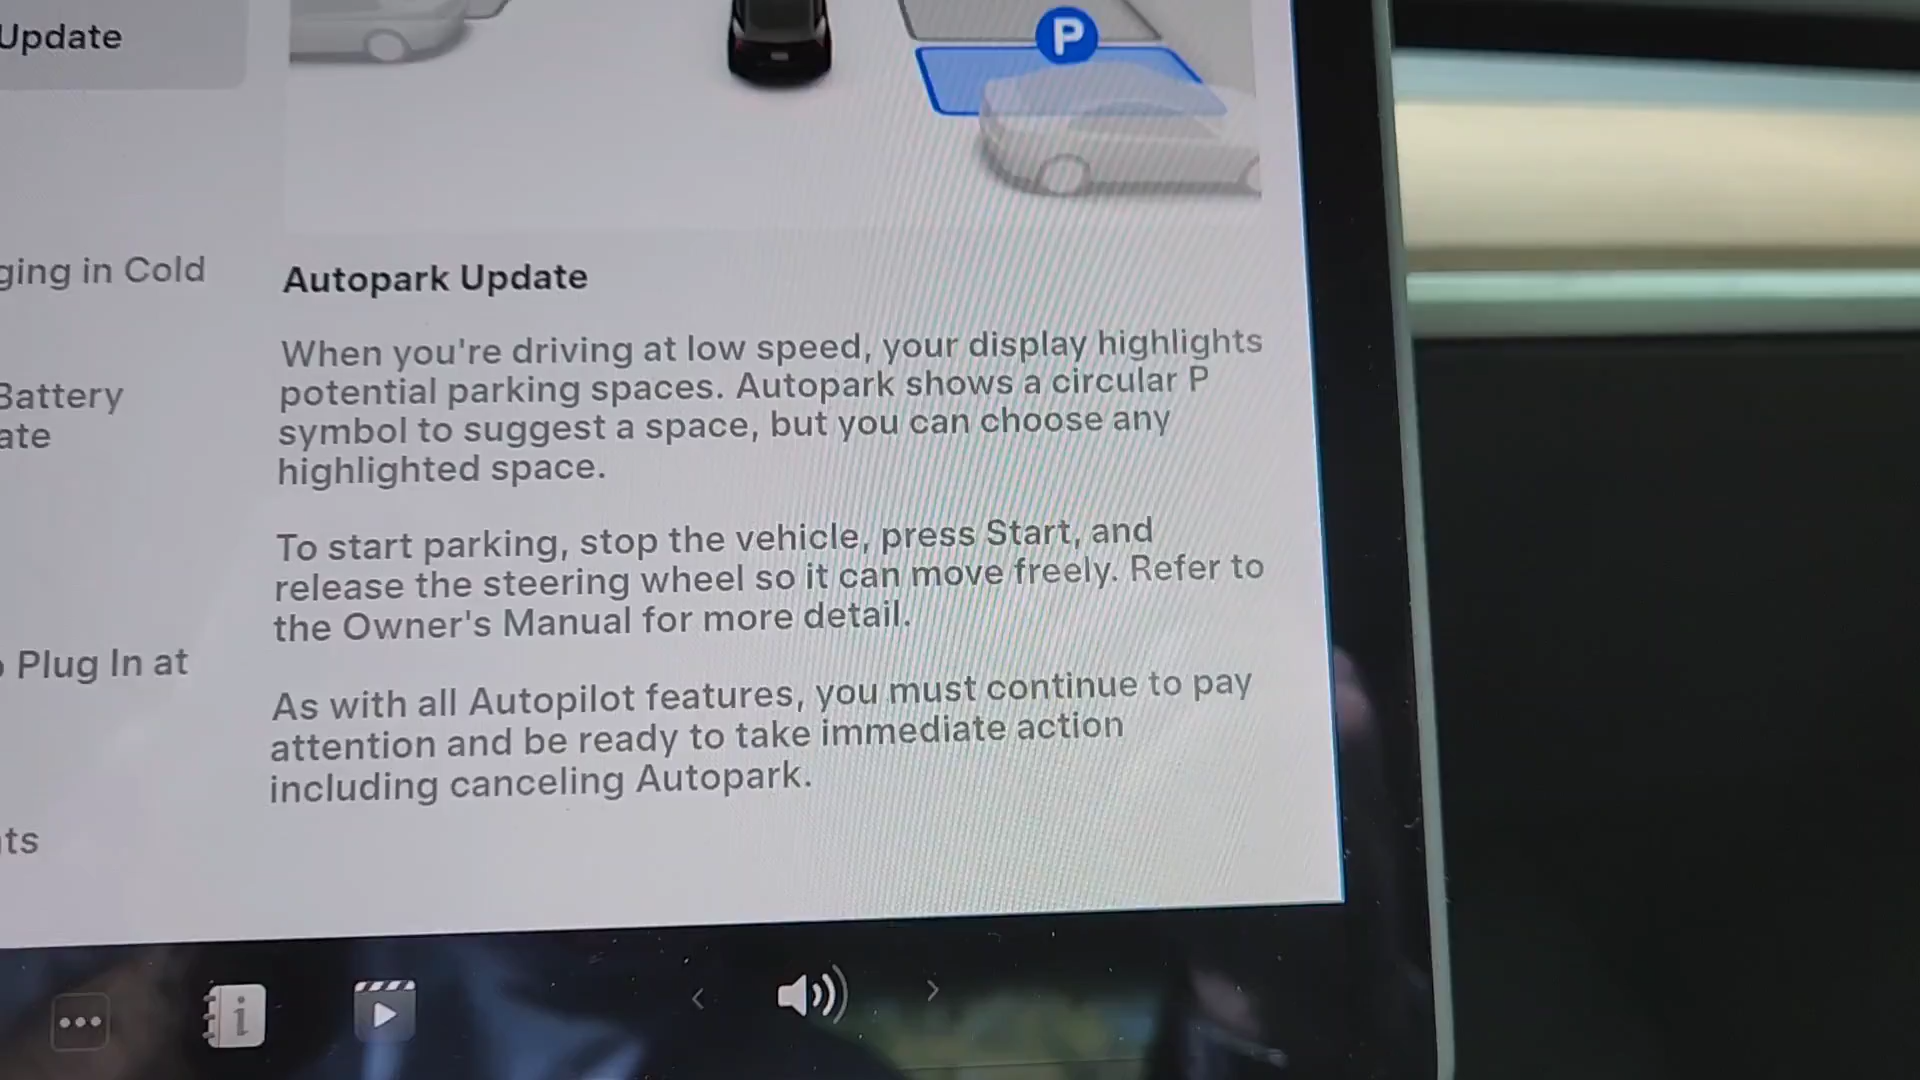 Update
P
ging in Cold
Battery
ate
Plug In at
ts
Autopark Update
When you're driving at low speed, your display highlights
potential parking spaces. Autopark shows a circular P
symbol to suggest a space, but you can choose any
highlighted space.
To start parking, stop the vehicle, press Start, and
release the steering wheel so it can move freely. Refer to
the Owner's Manual for more detail.
As with all Autopilot features, you must continue to pay
attention and be ready to take immediate action
including canceling Autopark.
i